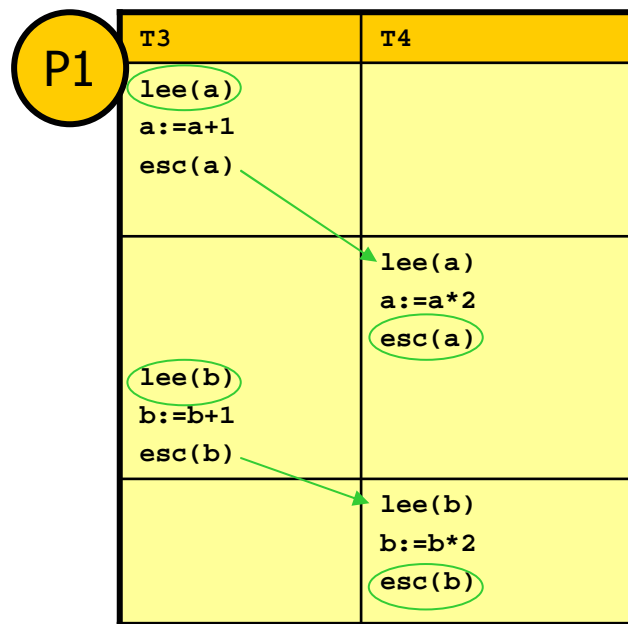 P1
T3 T4
lee(a)
a:=a+1
esc(a)
lee(a)
a:=a*2
esc(a)
lee(b)
b:=b+1
esc(b)
lee(b)
b:=b*2
esc(b)